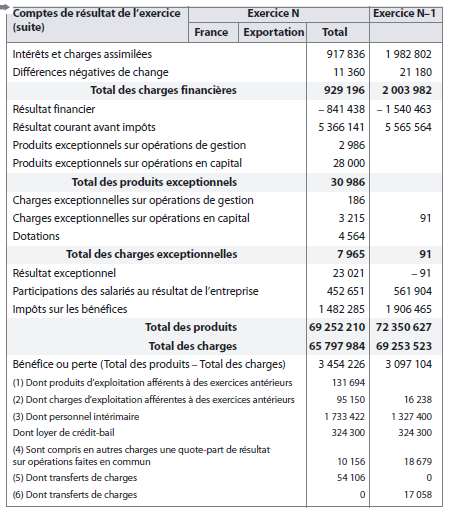 Comptes de résultat de l'exercice (suite) Exercice N Exercice N–1
France Exportation Total
Intérêts et charges assimilées 917 836 1 982 802
Différences négatives de change 11 360 21 180
Total des charges financières 929 196 2 003 982
Résultat financier – 841 438 – 1 540 463
Résultat courant avant impôts 5 366 141 5 565 564
Produits exceptionnels sur opérations de gestion 2 986
Produits exceptionnels sur opérations en capital 28 000
Total des produits exceptionnels 30 986
Charges exceptionnelles sur opérations de gestion 186
Charges exceptionnelles sur opérations en capital 3 215 91
Dotations 4 564
Total des charges exceptionnelles 7 965 91
Résultat exceptionnel 23 021 – 91
Participations des salariés au résultat de l'entreprise 452 651 561 904
Impôts sur les bénéfices 1 482 285 1 906 465
Total des produits 69 252 210 72 350 627
Total des charges 65 797 984 69 253 523
Bénéfice ou perte (Total des produits – Total des charges) 3 454 226 3 097 104
(1) Dont produits d'exploitation afférents à des exercices antérieurs 131 694
(2) Dont charges d'exploitation afférentes à des exercices antérieurs 95 150 16 238
(3) Dont personnel intérimaire 1 733 422 1 327 400
Dont loyer de crédit-bail 324 300 324 300
(4) Sont compris en autres charges une quote-part de résultat
sur opérations faites en commun 10 156 18 679
(5) Dont transferts de charges 54 106 0
(6) Dont transferts de charges 0 17 058